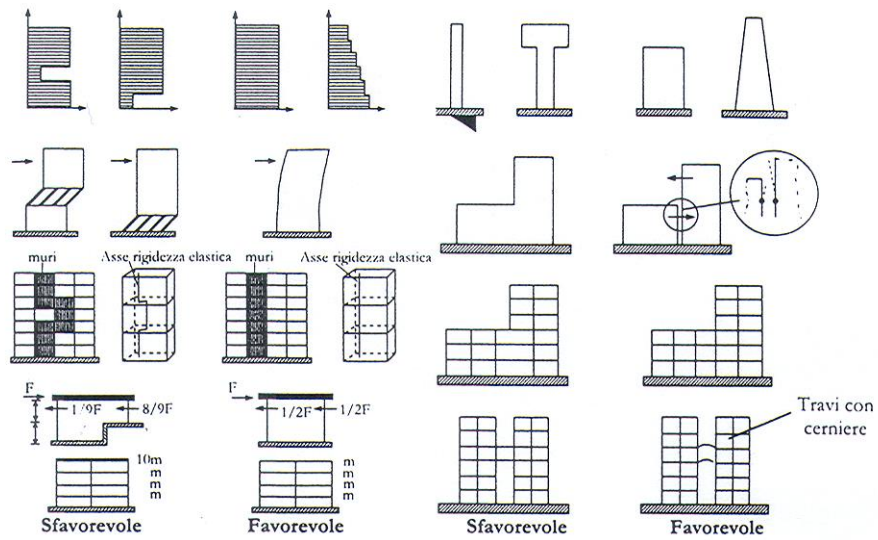 muri
Asse rigidezza elastica
muri
Asse rigidezza elastica
F
1/9F
8/9F
F
1/2F
1/2F
Travi con
cerniere
10m
m
m
m
m
m
m
m
Sfavorevole
Favorevole
Sfavorevole
Favorevole